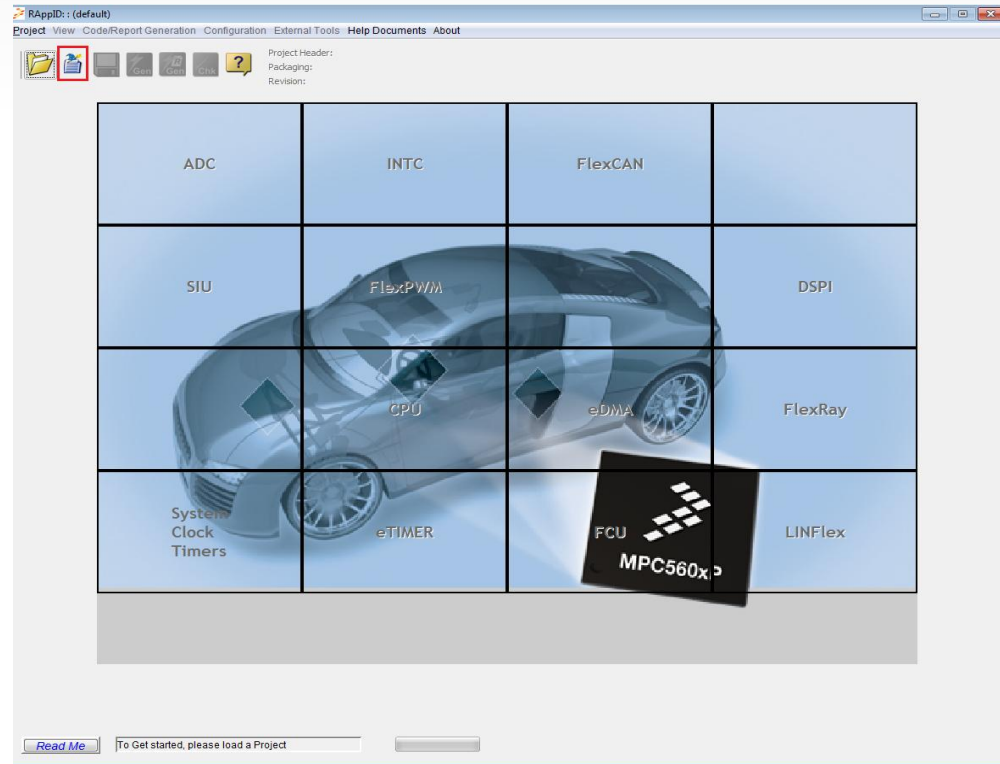 RAppID: : (default)
Project View Code/Report Generation Configuration External Tools Help Documents About
Gen Gen Chk ?
Project Header:
Packaging:
Revision:
ADC INTC FlexCAN
SIU FlexPWM DSPI
CPU eDMA FlexRay
System
Clock
Timers
eTIMER FCU LINFlex
MPC560xP
Read Me To Get started, please load a Project